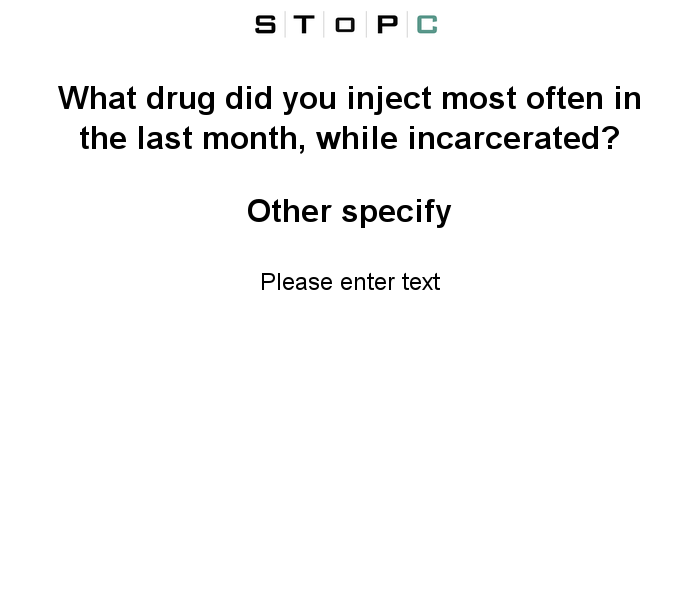 S T O P C
What drug did you inject most often in
the last month, while incarcerated?
Other specify
Please enter text